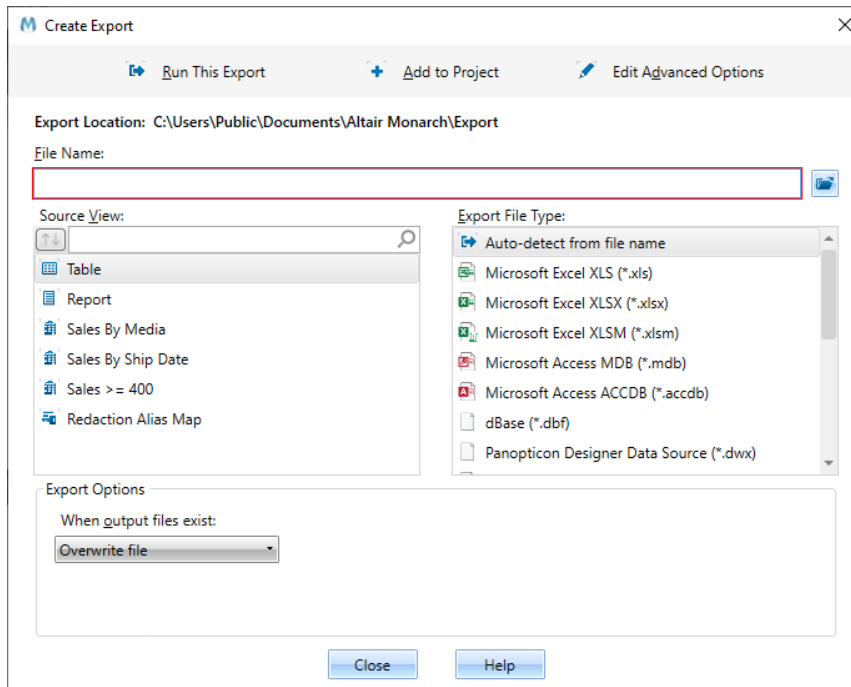 Create Export
Run This Export
Add to Project
Edit Advanced Options
Export Location: C:\Users\Public\Documents\Altair Monarch\Export
File Name:
Source View:
Table
Report
Sales By Media
Sales By Ship Date
Sales >= 400
Redaction Alias Map
Export File Type:
Auto-detect from file name
Microsoft Excel XLS (*.xls)
Microsoft Excel XLSX (*.xlsx)
Microsoft Excel XLSM (*.xlsm)
Microsoft Access MDB (*.mdb)
Microsoft Access ACCDB (*.accdb)
dBase (*.dbf)
Panopticon Designer Data Source (*.dwx)
Export Options
When output files exist:
Overwrite file
Close
Help